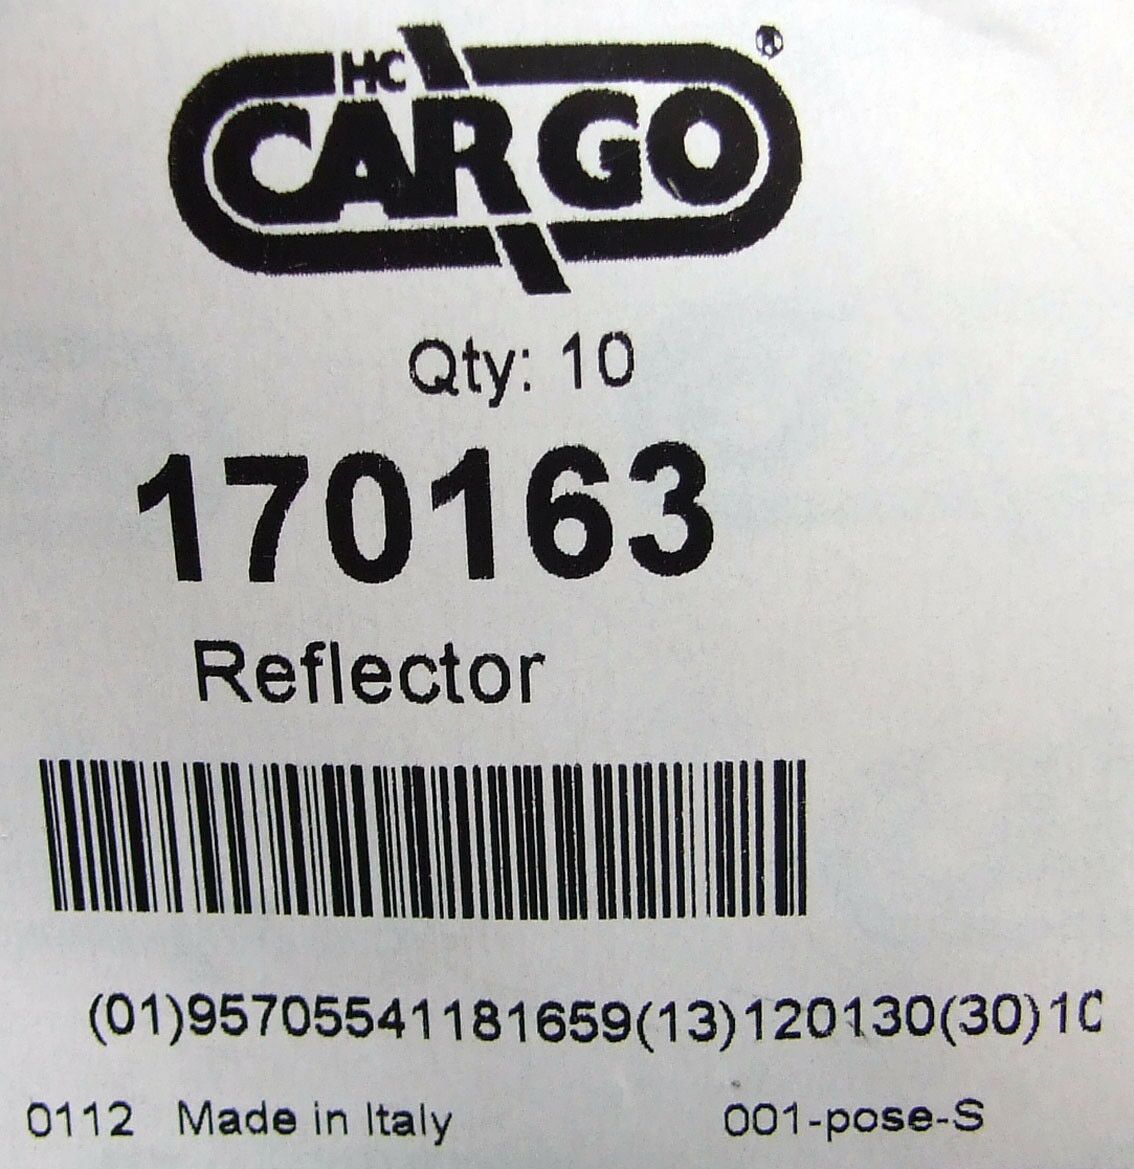 HC
CARGO®
Qty: 10
170163
Reflector
(01)95705541181659(13)120130(30)10
0112 Made in Italy 001-pose-S